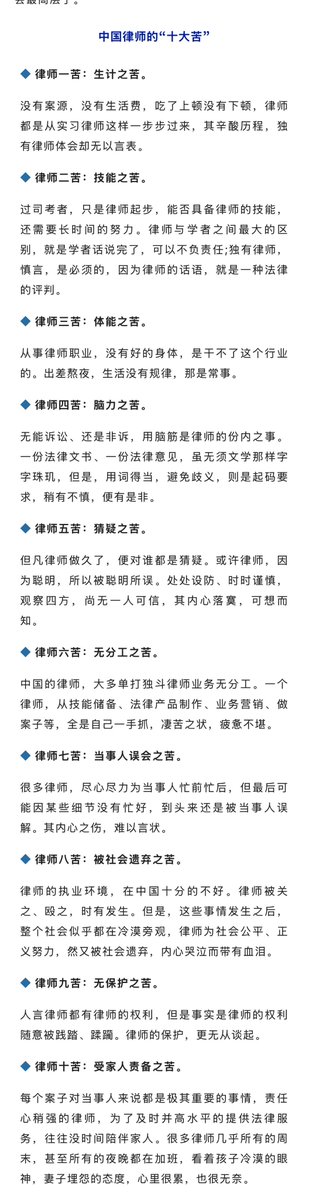 会最高层了。
中国律师的“十大苦”
律师一苦：生计之苦。
没有案源，没有生活费，吃了上顿没有下顿，律师
都是从实习律师这样一步步过来，其辛酸历程，独
有律师体会却无以言表。
律师二苦：技能之苦。
过司考者，只是律师起步，能否具备律师的技能，
还需要长时间的努力。律师与学者之间最大的区
别，就是学者话说完了，可以不负责任;独有律师，
慎言，是必须的，因为律师的话语，就是一种法律
的评判。
律师三苦：体能之苦。
从事律师职业，没有好的身体，是干不了这个行业
的。出差熬夜，生活没有规律，那是常事。
律师四苦：脑力之苦。
无能诉讼、还是非诉，用脑筋是律师的份内之事。
一份法律文书、一份法律意见，虽无须文学那样字
字珠玑，但是，用词得当，避免歧义，则是起码要
求，稍有不慎，便有是非。
律师五苦：猜疑之苦。
但凡律师做久了，便对谁都是猜疑。或许律师，因
为聪明，所以被聪明所误。处处设防、时时谨慎，
观察四方，尚无一人可信，其内心落寞，可想而
知。
律师六苦：无分工之苦。
中国的律师，大多单打独斗律师业务无分工。一个
律师，从技能储备、法律产品制作、业务营销、做
案子等，全是自己一手抓，凄苦之状，疲惫不堪。
律师七苦：当事人误会之苦。
很多律师，尽心尽力为当事人忙前忙后，但最后可
能因某些细节没有忙好，到头来还是被当事人误
解。其内心之伤，难以言状。
律师八苦：被社会遗弃之苦。
律师的执业环境，在中国十分的不好。律师被关
之、殴之，时有发生。但是，这些事情发生之后，
整个社会似乎都在冷漠旁观，律师为社会公平、正
义努力，然又被社会遗弃，内心哭泣而带有血泪。
律师九苦：无保护之苦。
人言律师都有律师的权利，但是事实是律师的权利
随意被践踏、蹂躏。律师的保护，更无从谈起。
律师十苦：受家人责备之苦。
每个案子对当事人来说都是极其重要的事情，责任
心稍强的律师，为了及时并高水平的提供法律服
务，往往没时间陪伴家人。很多律师几乎所有的周
末，甚至所有的夜晚都在加班，看着孩子冷漠的眼
神，妻子埋怨的态度，心里很累，也很无奈。